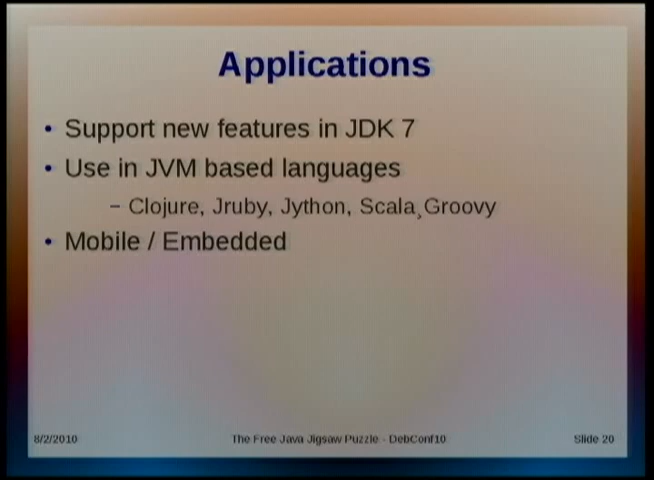 Applications
• Support new features in JDK 7
• Use in JVM based languages
– Clojure, Jruby, Jython, Scala¸Groovy
• Mobile / Embedded
8/2/2010 The Free Java Jigsaw Puzzle - DebConf10 Slide 20